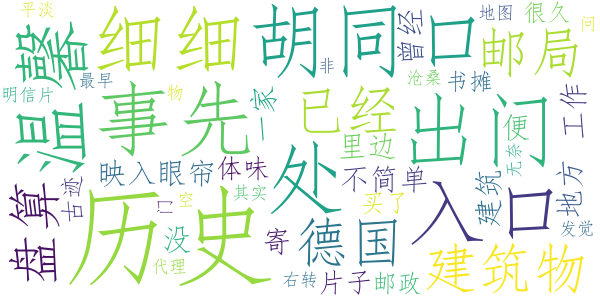 平淡
细细
胡同
口
曾经
地图
很久
问
温馨
最早
非
沧桑
书摊
邮局
明信片
物
事先
一家
已经
出门
便
工作
里边
无奈
映入眼帘
体味
处
不简单
盘算
古迹
历史
门
空
其实
买了
入口
建筑
地方
没
寄
德国
发觉
代理
右转
片子
邮政
建筑物